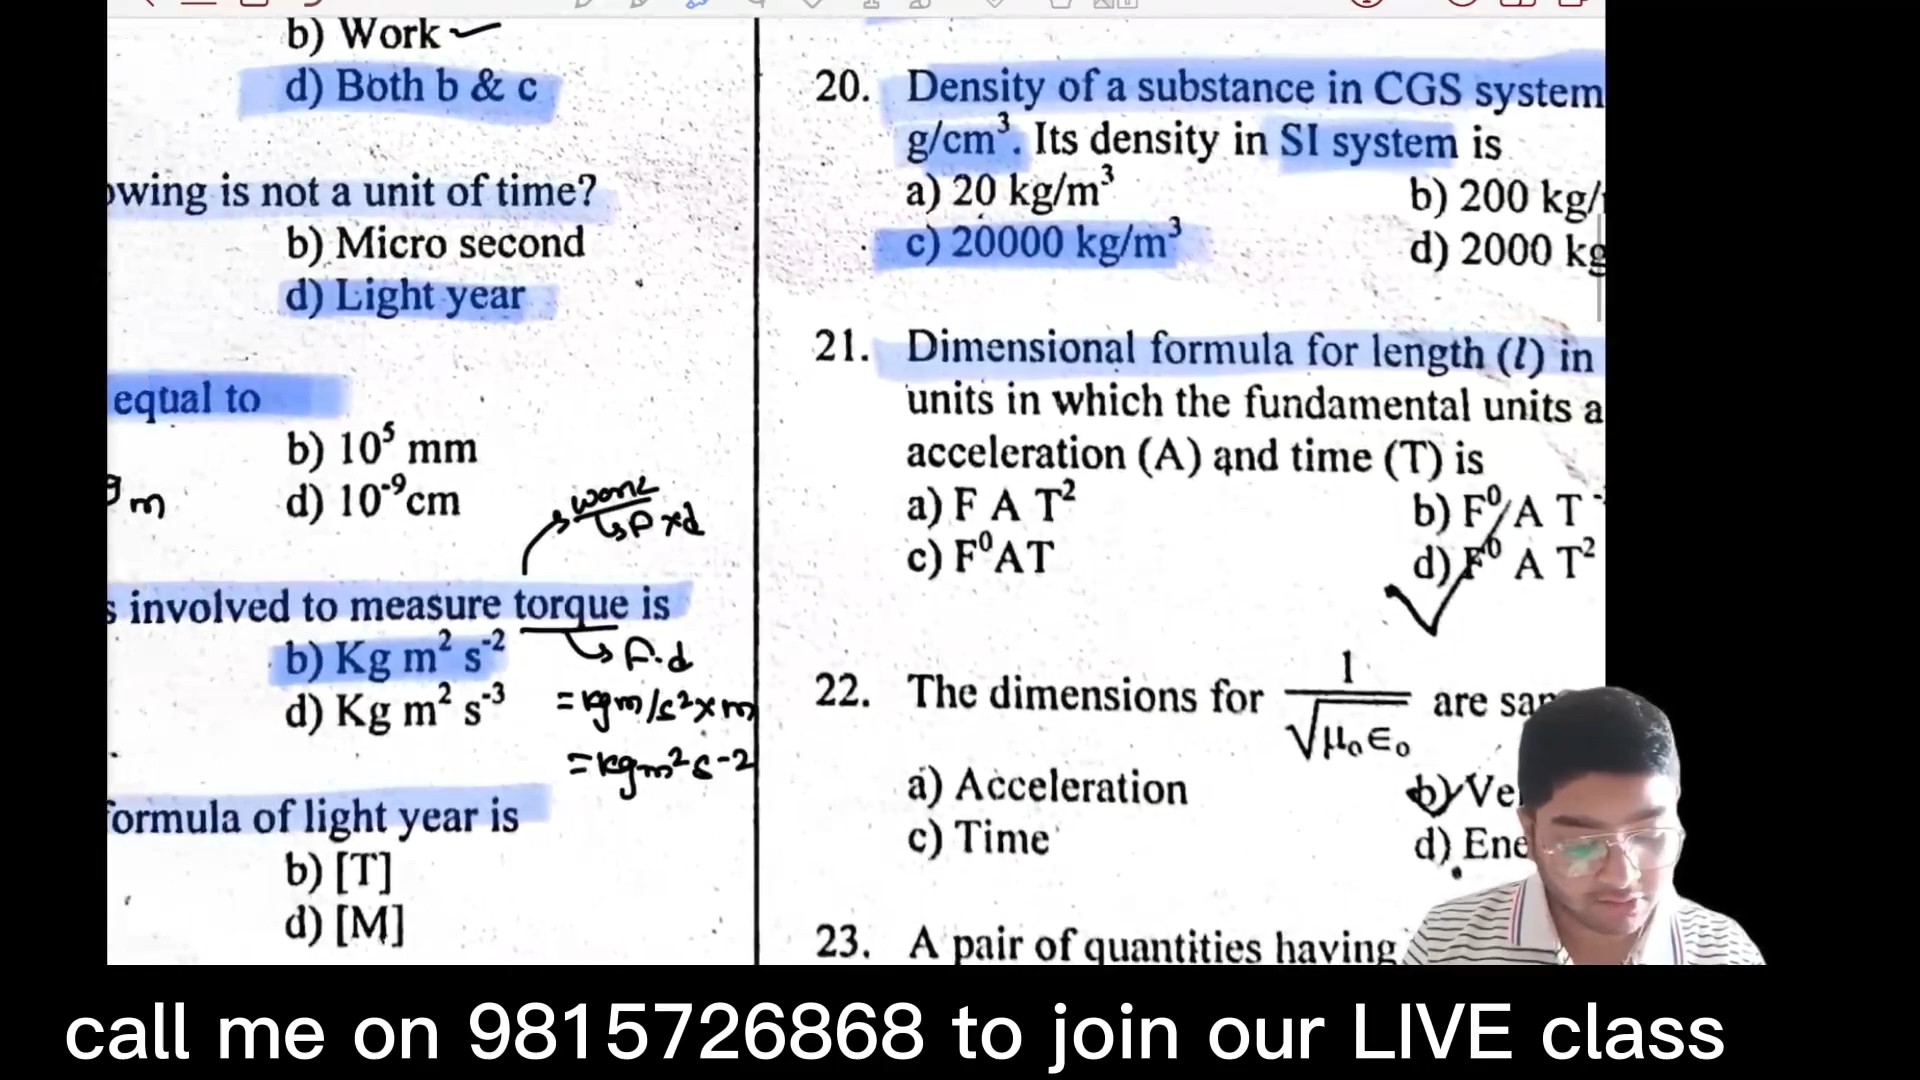 b) Work
d) Both b & c
owing is not a unit of time?
b) Micro second
d) Light year
equal to
b) 10⁵ mm
m
d) 10⁻⁹cm
work
F×d
s involved to measure torque is
b) Kg m² s⁻²
F.d
d) Kg m² s⁻³
=kgm/s²×m
=kgm²s⁻²
formula of light year is
b) [T]
d) [M]
20. Density of a substance in CGS system
g/cm³. Its density in SI system is
a) 20 kg/m³ b) 200 kg/
c) 20000 kg/m³ d) 2000 kg
21. Dimensional formula for length (l) in
units in which the fundamental units a
acceleration (A) and time (T) is
a) F A T² b) F⁰ A T⁻
c) F⁰AT d) F⁰ A T²
22. The dimensions for 1/√μ₀ϵ₀ are sa
a) Acceleration b) Ve
c) Time d) Ene
23. A pair of quantities having
call me on 9815726868 to join our LIVE class